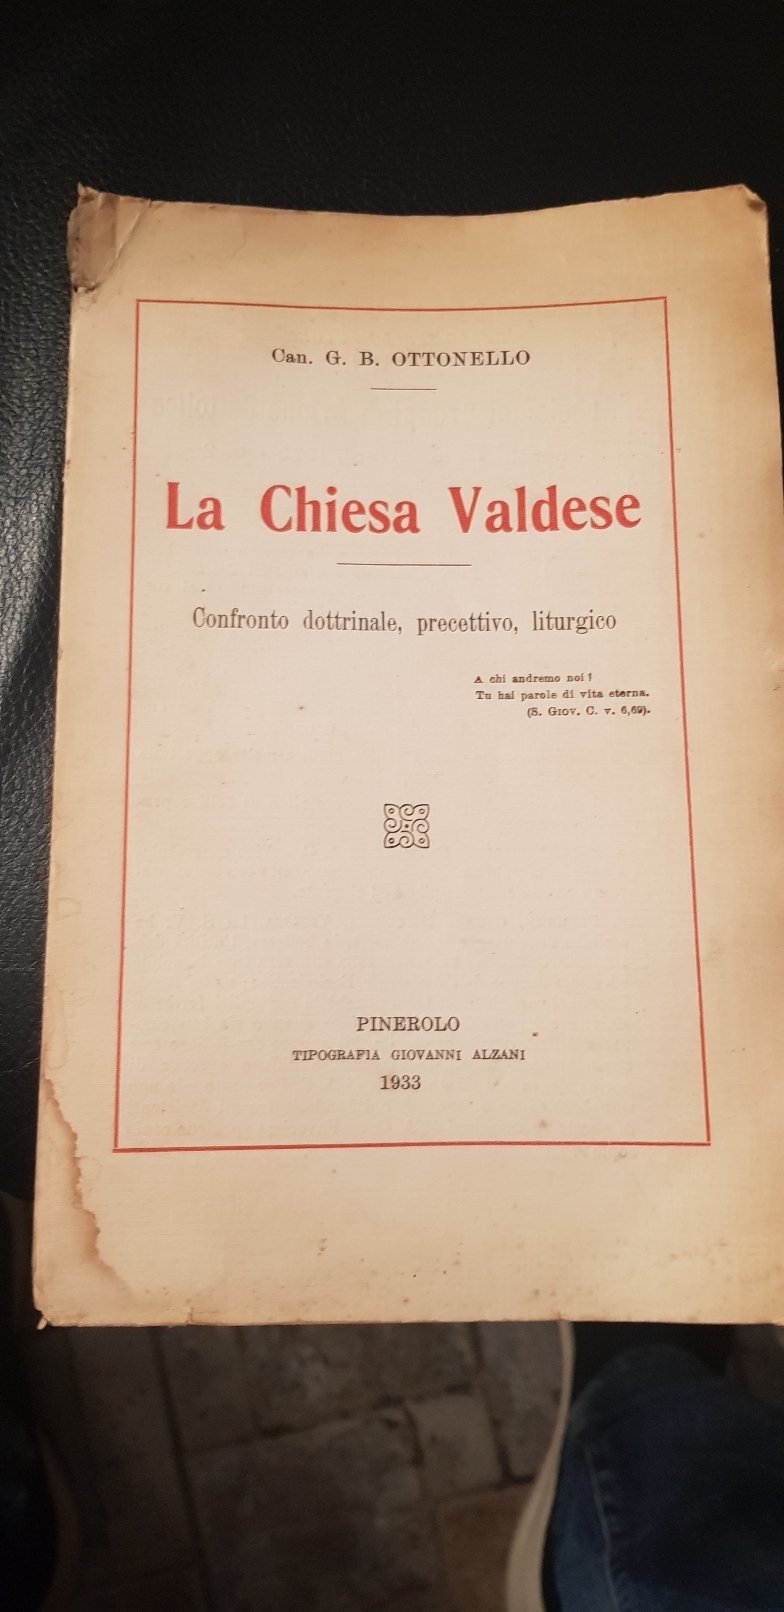 Can. G. B. OTTONELLO
La Chiesa Valdese
Confronto dottrinale, precettivo, liturgico
A chi andremo noi?
Tu hai parole di vita eterna.
(S. GIOV. C. v. 6,69).
PINEROLO
TIPOGRAFIA GIOVANNI ALZANI
1933